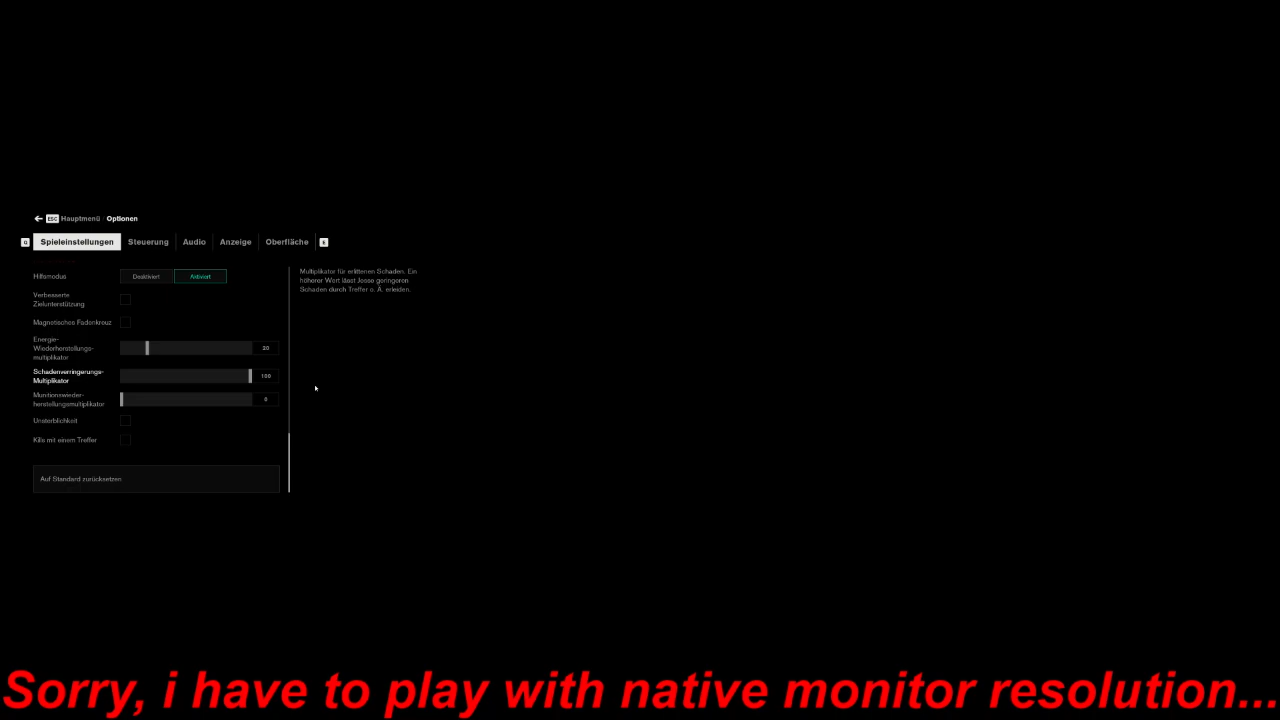 ESC Hauptmenü Optionen
Q Spieleinstellungen Steuerung Audio Anzeige Oberfläche E
Hilfsmodus Deaktiviert Aktiviert
Verbesserte
Zielunterstützung
Magnetisches Fadenkreuz
Energie-
Wiederherstellungs-
multiplikator
20
Schadenverringerungs-
Multiplikator
100
Munitionswieder-
herstellungsmultiplikator
0
Unsterblichkeit
Kills mit einem Treffer
Auf Standard zurücksetzen
Multiplikator für erlittenen Schaden. Ein
höherer Wert lässt Jesse geringeren
Schaden durch Treffer o. Ä. erleiden.
Sorry, i have to play with native monitor resolution...